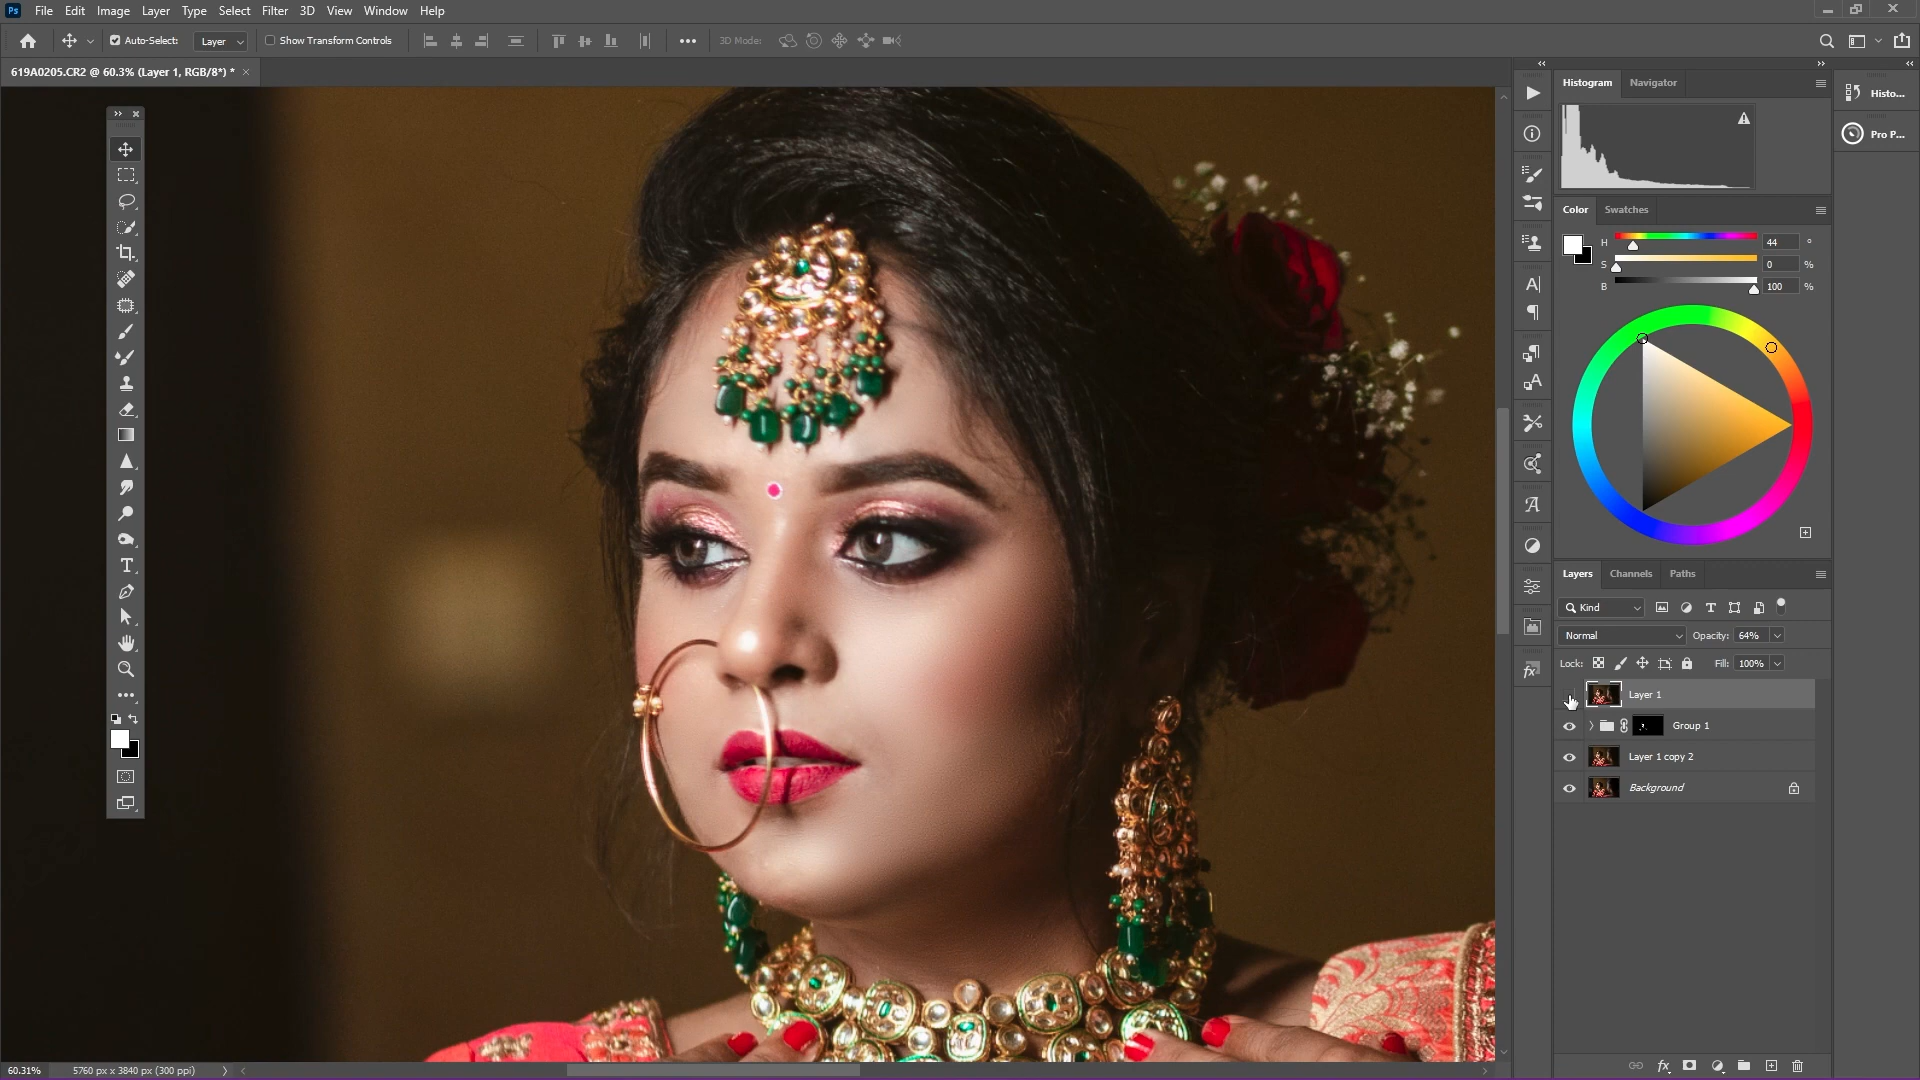 Ps File Edit Image Layer Type Select Filter 3D View Window Help
Auto-Select: Layer Show Transform Controls 3D Mode:
619A0205.CR2 @ 60.3% (Layer 1, RGB/8*) *
Histogram Navigator
Histo...
Pro P...
Color Swatches
H 44 °
S 0 %
B 100 %
Layers Channels Paths
Kind
Normal Opacity: 64%
Lock: Fill: 100%
Layer 1
Group 1
Layer 1 copy 2
Background
60.31% 5760 px x 3840 px (300 ppi)